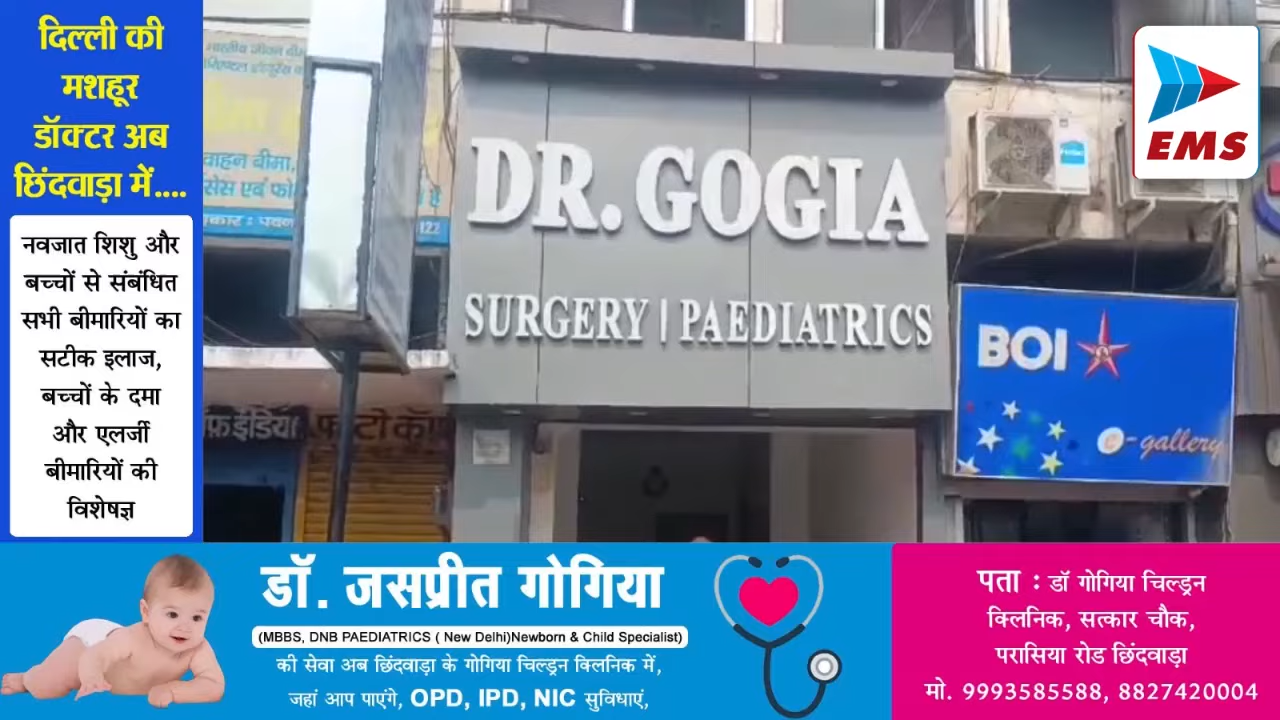 दिल्ली की
मशहूर
डॉक्टर अब
छिंदवाड़ा में....
नवजात शिशु और
बच्चों से संबंधित
सभी बीमारियों का
सटीक इलाज,
बच्चों के दमा
और एलर्जी
बीमारियों की
विशेषज्ञ
भारतीय जीवन बीमा
वाहन बीमा,
DR. GOGIA
SURGERY | PAEDIATRICS
EMS
BOI
e-gallery
फ़ इंडिया
डॉ. जसप्रीत गोगिया
(MBBS, DNB PAEDIATRICS ( New Delhi)Newborn & Child Specialist)
की सेवा अब छिंदवाड़ा के गोगिया चिल्ड्रन क्लिनिक में,
जहां आप पाएंगे, OPD, IPD, NIC सुविधाएं,
पता : डॉ गोगिया चिल्ड्रन
क्लिनिक, सत्कार चौक,
परासिया रोड छिंदवाड़ा
मो. 9993585588, 8827420004